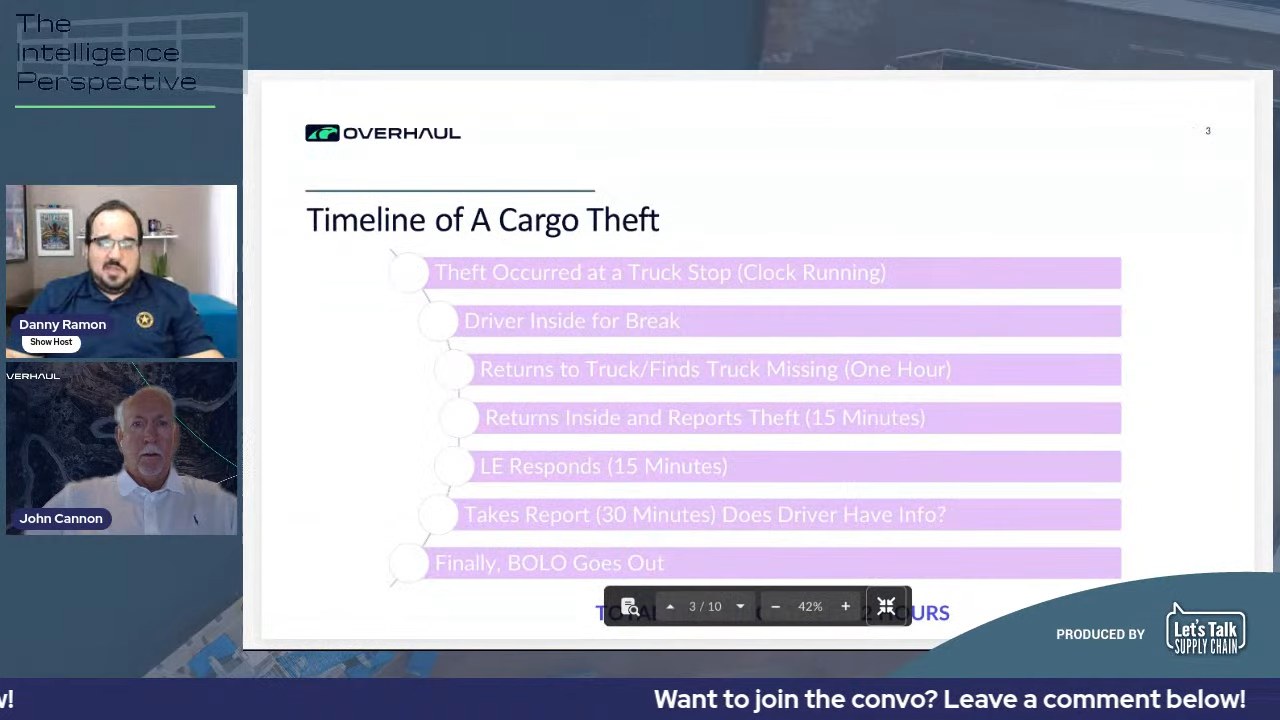 The
Intelligence
Perspective
OVERHAUL
3
Timeline of A Cargo Theft
Theft Occurred at a Truck Stop (Clock Running)
Driver Inside for Break
Returns to Truck/Finds Truck Missing (One Hour)
Returns Inside and Reports Theft (15 Minutes)
LE Responds (15 Minutes)
Takes Report (30 Minutes) Does Driver Have Info?
Finally, BOLO Goes Out
3 / 10
42%
Danny Ramon
Show Host
VERHAUL
John Cannon
PRODUCED BY
Let's Talk
SUPPLY CHAIN
w!
Want to join the convo? Leave a comment below!